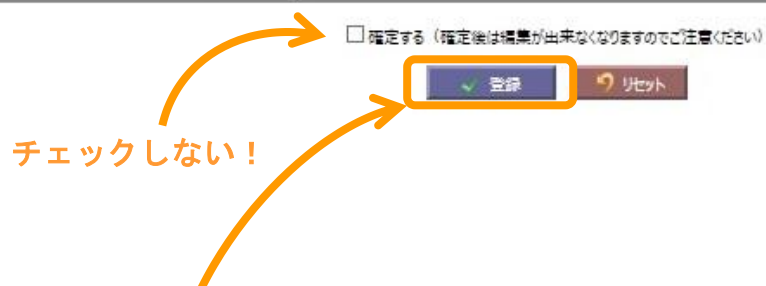 確定する（確定後は編集が出来なくなりますのでご注意ください）
登録 リセット
チェックしない！